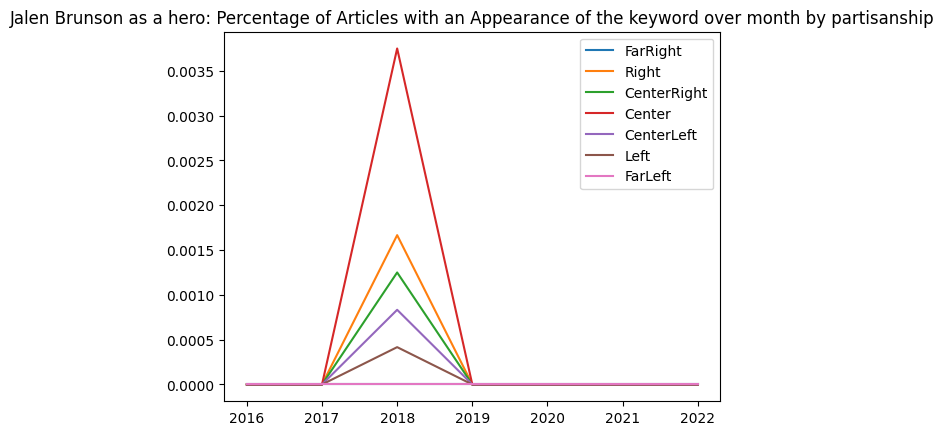 Jalen Brunson as a hero: Percentage of Articles with an Appearance of the keyword over month by partisanship
FarRight
Right
CenterRight
Center
CenterLeft
Left
FarLeft
0.0035
0.0030
0.0025
0.0020
0.0015
0.0010
0.0005
0.0000
2016 2017 2018 2019 2020 2021 2022